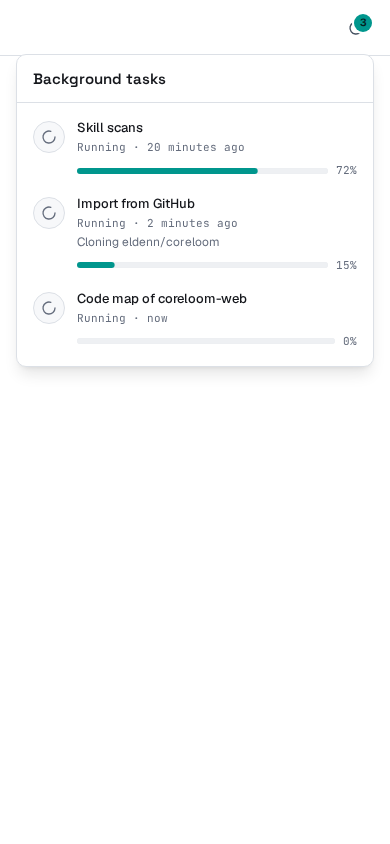 3
Background tasks
Skill scans
Running · 20 minutes ago
72%
Import from GitHub
Running · 2 minutes ago
Cloning eldenn/coreloom
15%
Code map of coreloom-web
Running · now
0%